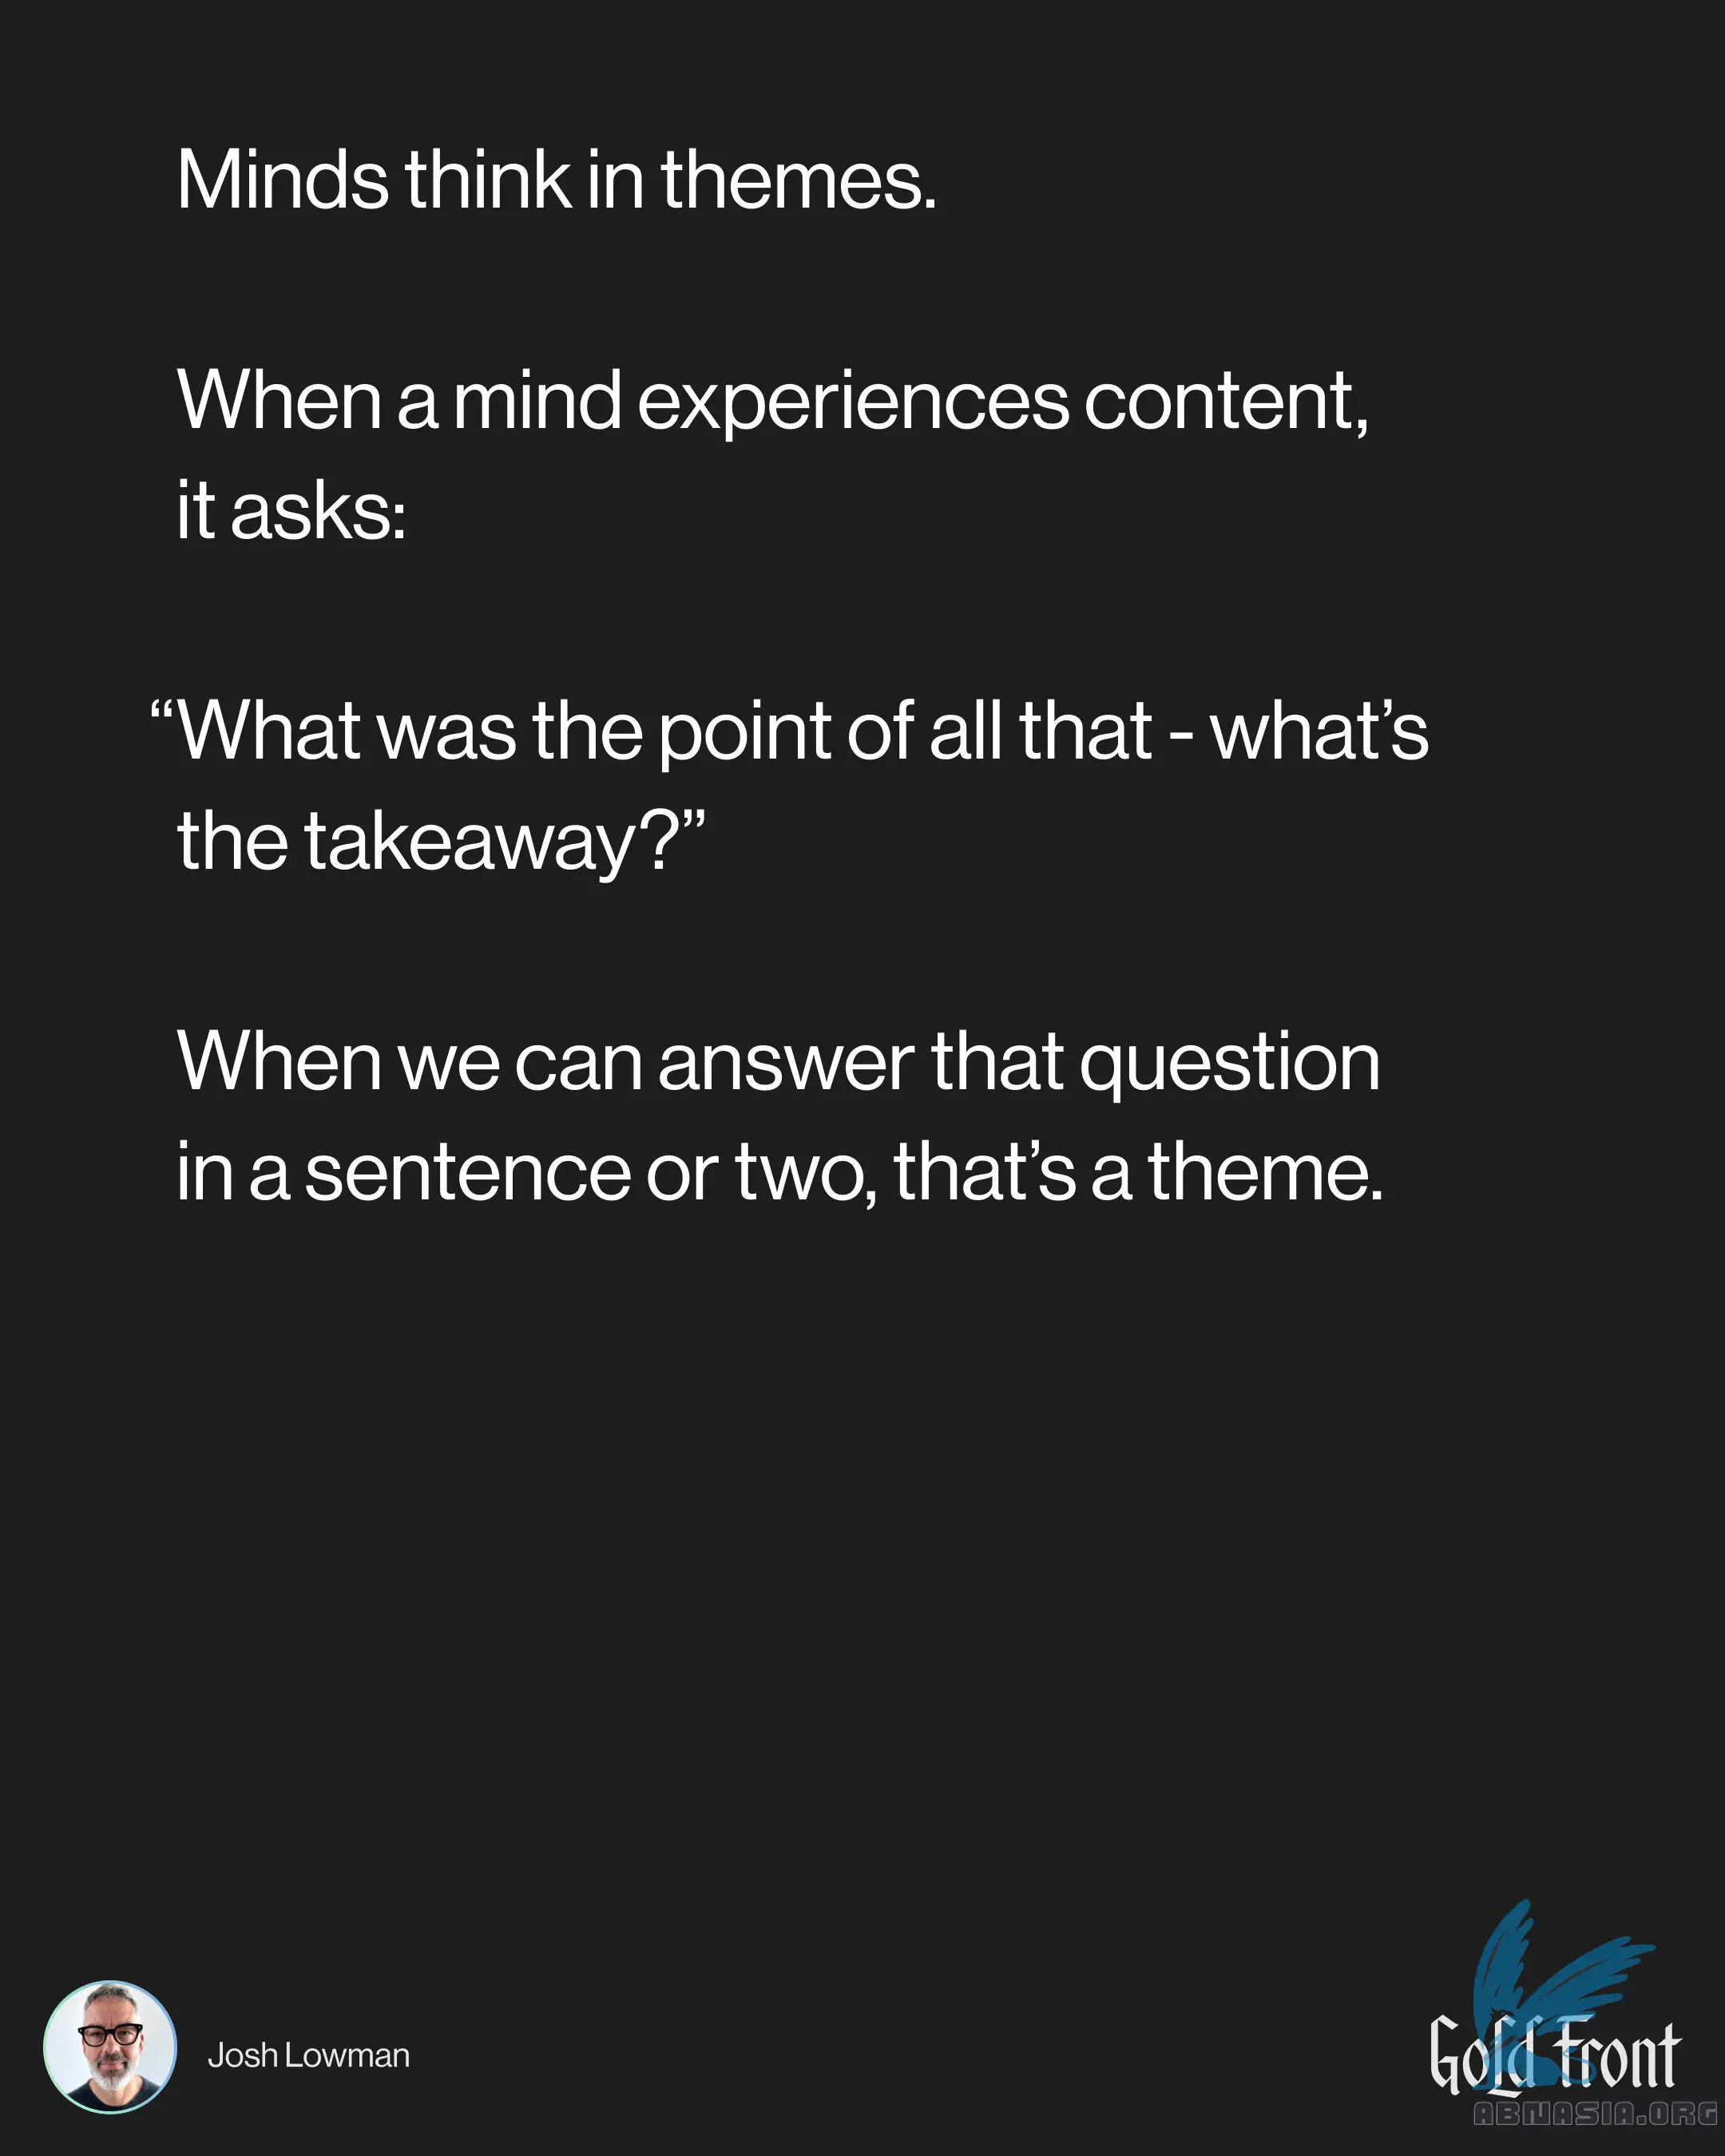 Minds think in themes.
When a mind experiences content,
it asks:
“What was the point of all that - what’s
the takeaway?”
When we can answer that question
in a sentence or two, that’s a theme.
Josh Lowman
Gold Front
ABNASIA.ORG